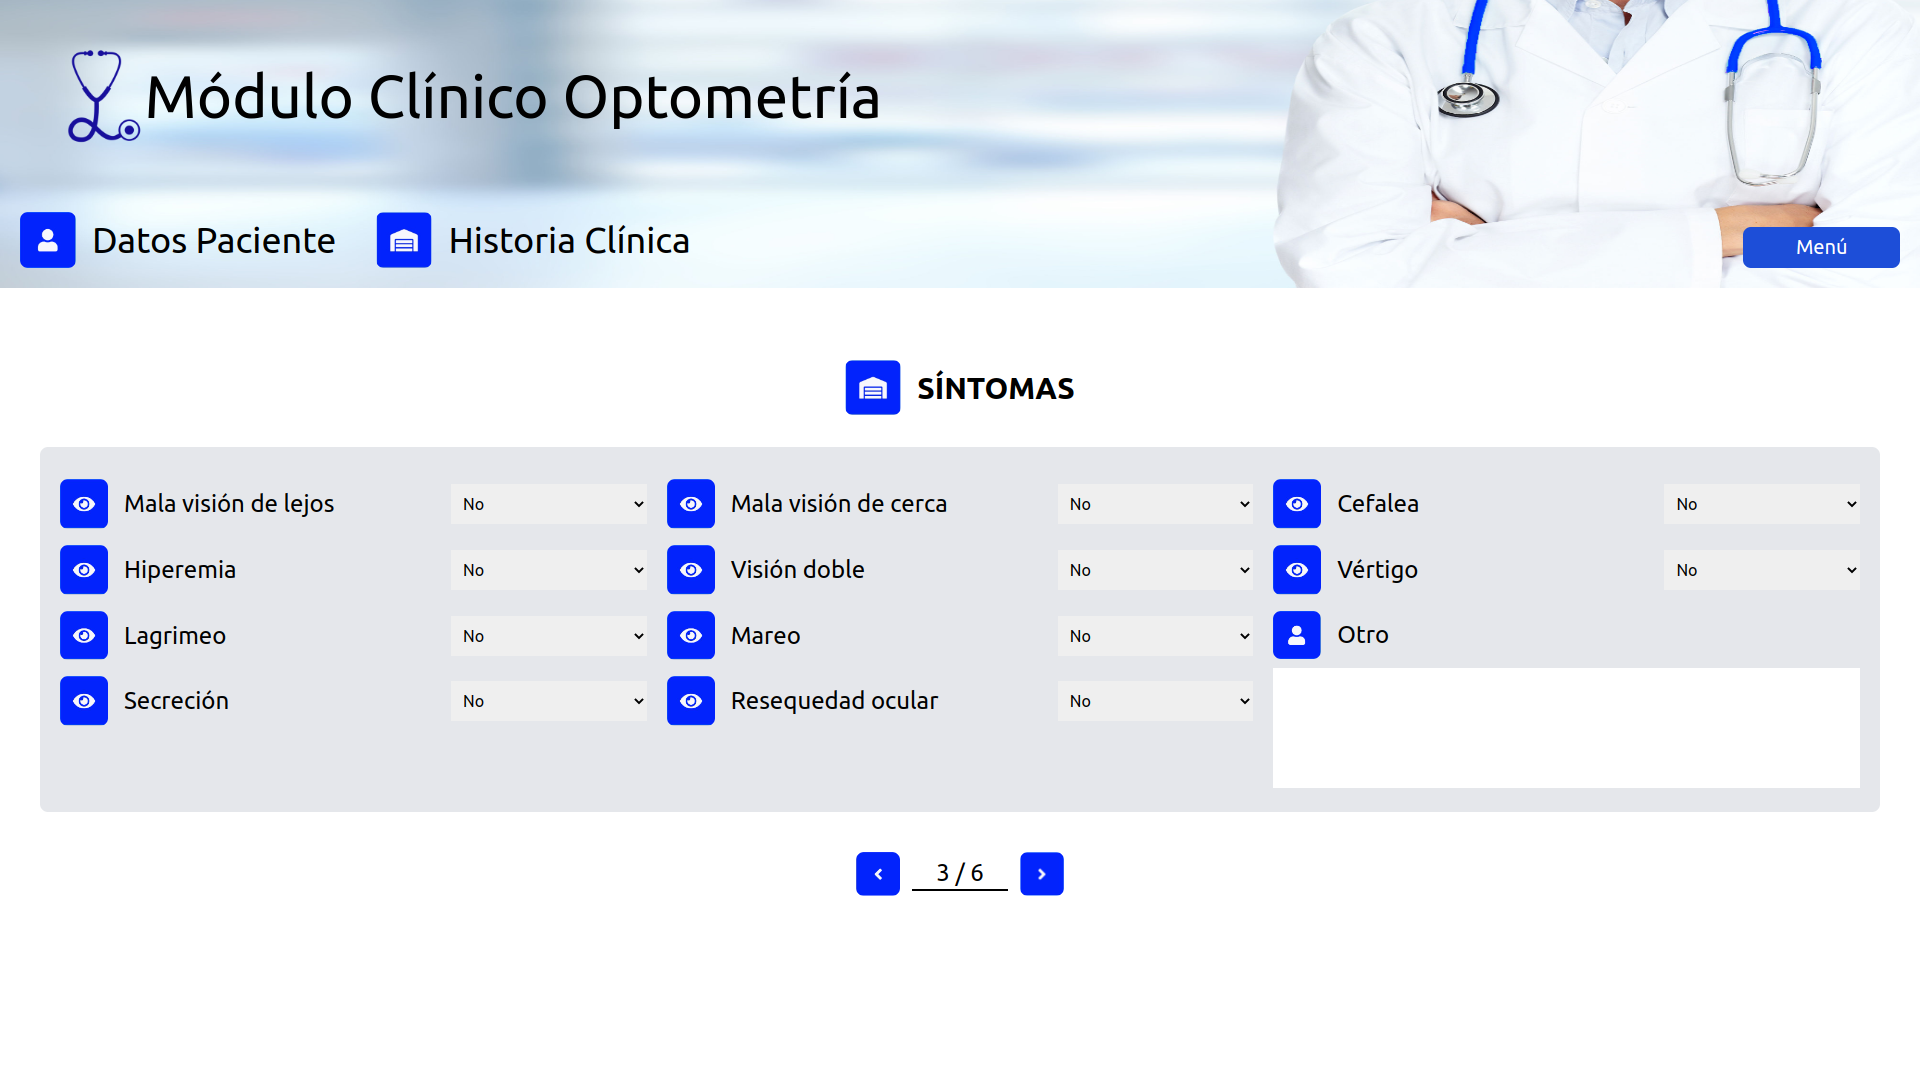 Módulo Clínico Optometría
Datos Paciente
Historia Clínica
Menú
SÍNTOMAS
Mala visión de lejos
No
Mala visión de cerca
No
Cefalea
No
Hiperemia
No
Visión doble
No
Vértigo
No
Lagrimeo
No
Mareo
No
Otro
Secreción
No
Resequedad ocular
No
3 / 6